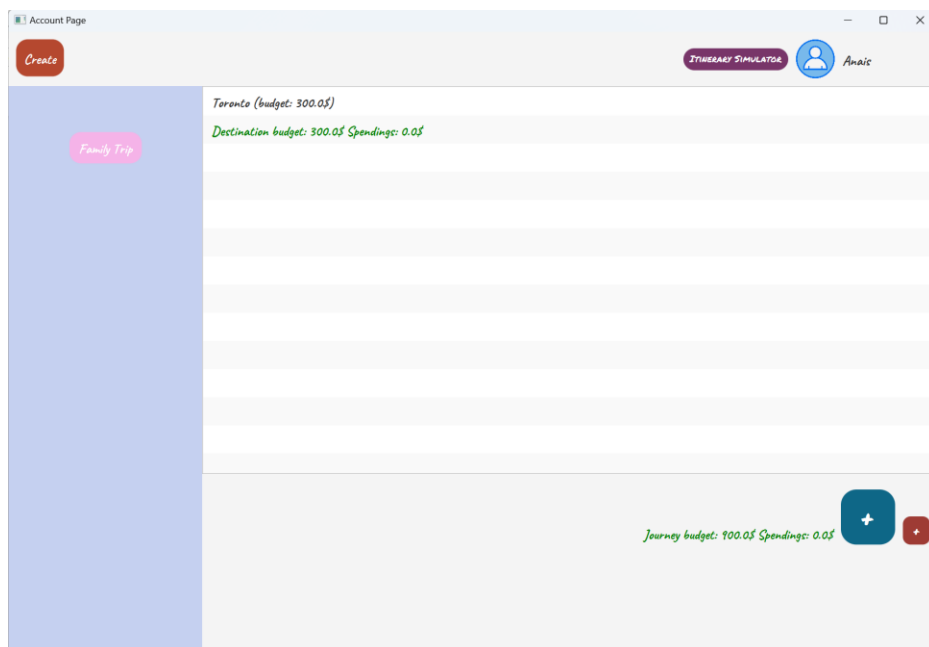 Account Page
Create
Itinerary Simulator
Anais
Family Trip
Toronto (budget: 300.0$)
Destination budget: 300.0$ Spendings: 0.0$
Journey budget: 900.0$ Spendings: 0.0$
+
+